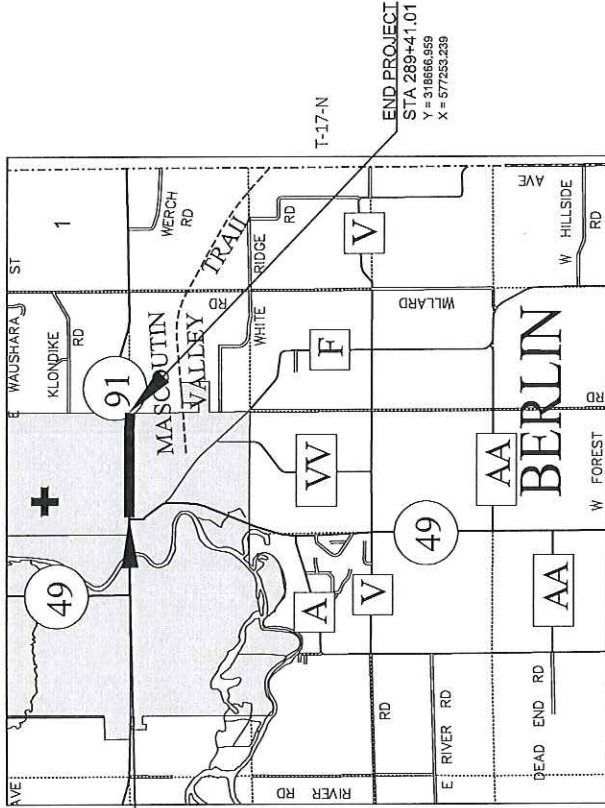 END PROJECT
STA 289+41.01
Y = 318666.959
X = 577253.239
T-17-N
E WAUSHARA ST
KLONDIKE
RD
1
WERCH
RD
91
MASCOUTIN
VALLEY
TRAIL
RD
WHITE RIDGE
RD
49
AVE
F
V
WILLARD
VV
A
V
AA
49
BERLIN
AVE
W HILLSIDE
RD
W FOREST RD
AA
RD
E RIVER RD
DEAD END RD
RIVER RD